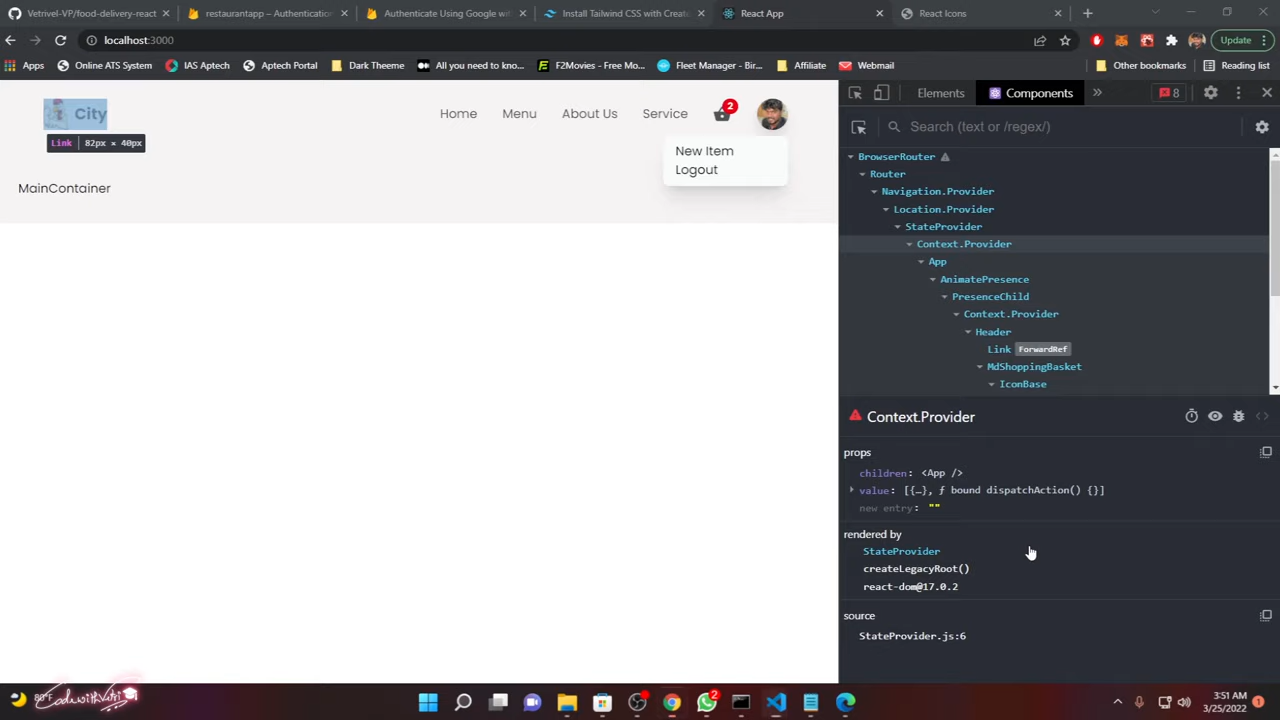 Vetrivel-VP/food-delivery-react
restaurantapp – Authentication
Authenticate Using Google with
Install Tailwind CSS with Create
React App
React Icons
localhost:3000
Update
Apps
Online ATS System
IAS Aptech
Aptech Portal
Dark Theeme
All you need to kno...
F2Movies - Free Mo...
Fleet Manager - Bir...
Affiliate
Webmail
Other bookmarks
Reading list
City
Home
Menu
About Us
Service
2
Link 82px × 40px
New Item
Logout
MainContainer
Elements
Components
8
Search (text or /regex/)
BrowserRouter
Router
Navigation.Provider
Location.Provider
StateProvider
Context.Provider
App
AnimatePresence
PresenceChild
Context.Provider
Header
Link ForwardRef
MdShoppingBasket
IconBase
Context.Provider
props
children: <App />
value: [{…}, ƒ bound dispatchAction() {}]
new entry: ""
rendered by
StateProvider
createLegacyRoot()
react-dom@17.0.2
source
StateProvider.js:6
80°F
CodewithVetri
2
3:51 AM
3/25/2022